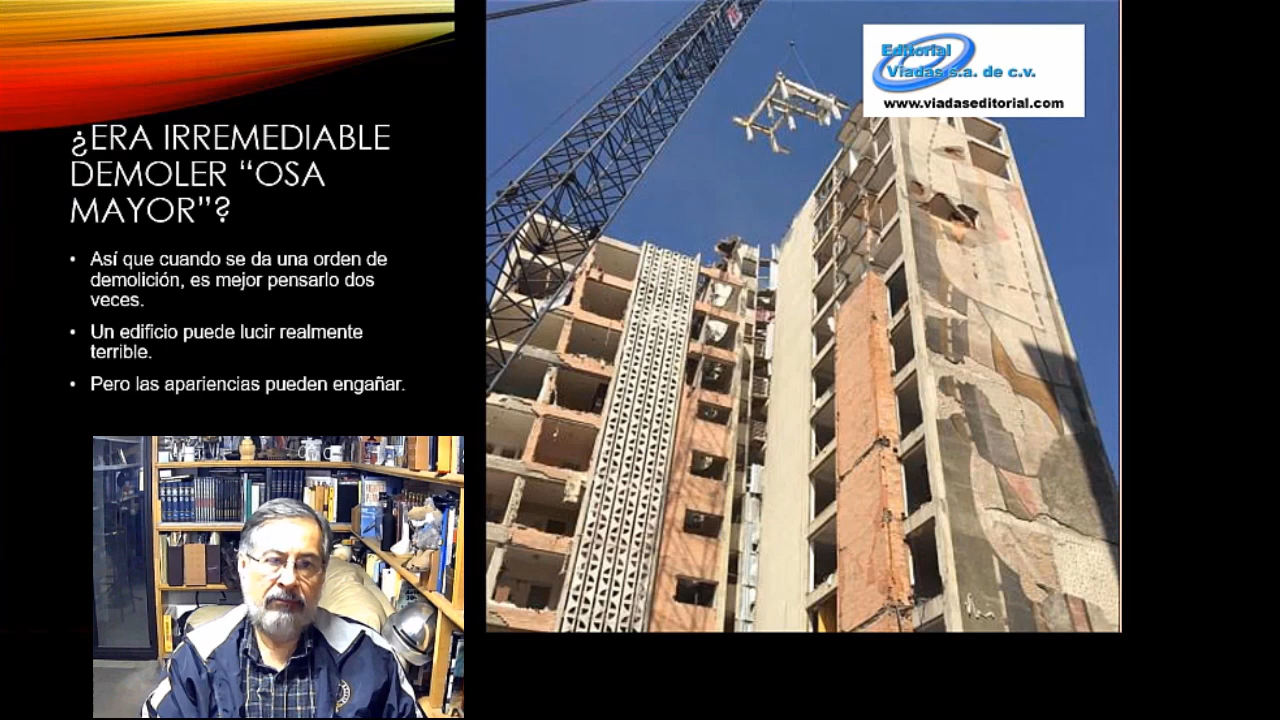 ¿ERA IRREMEDIABLE
DEMOLER “OSA
MAYOR”?
• Así que cuando se da una orden de
demolición, es mejor pensarlo dos
veces.
• Un edificio puede lucir realmente
terrible.
• Pero las apariencias pueden engañar.
Editorial
Viadas s.a. de c.v.
www.viadaseditorial.com